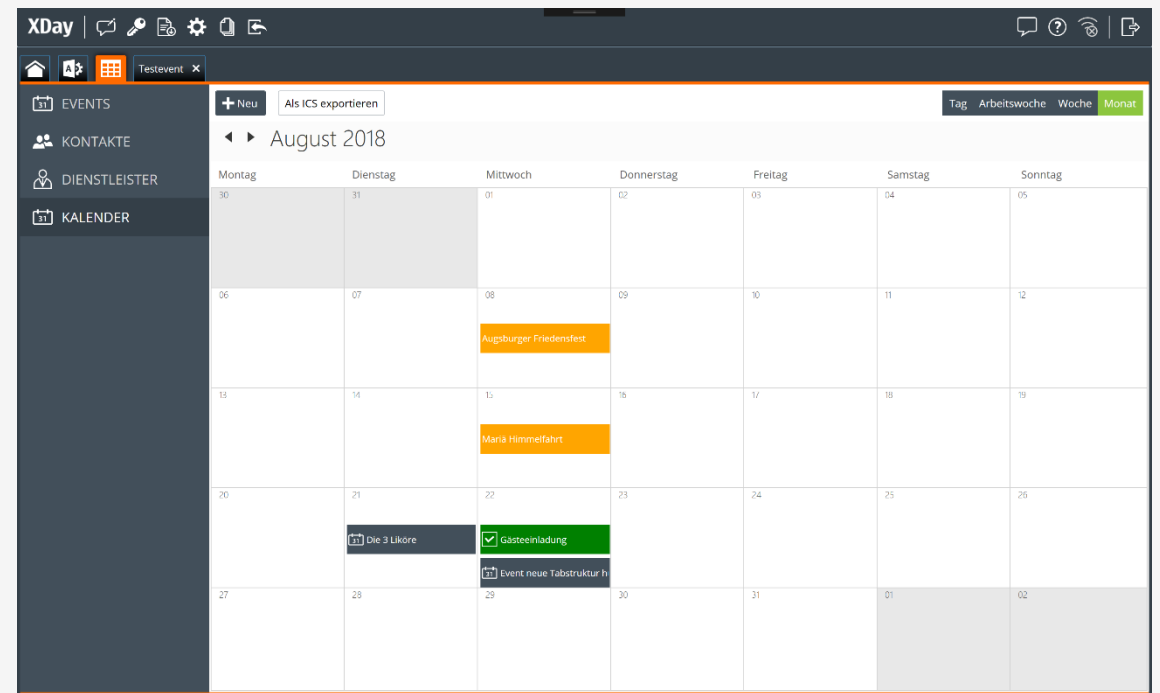 XDay
Testevent ×
EVENTS
KONTAKTE
DIENSTLEISTER
KALENDER
Neu
Als ICS exportieren
Tag Arbeitswoche Woche Monat
August 2018
Montag Dienstag Mittwoch Donnerstag Freitag Samstag Sonntag
30 31 01 02 03 04 05
06 07 08 09 10 11 12
Augsburger Friedensfest
13 14 15 16 17 18 19
Mariä Himmelfahrt
20 21 22 23 24 25 26
31 Die 3 Liköre
Gästeeinladung
31 Event neue Tabstruktur h
27 28 29 30 31 01 02